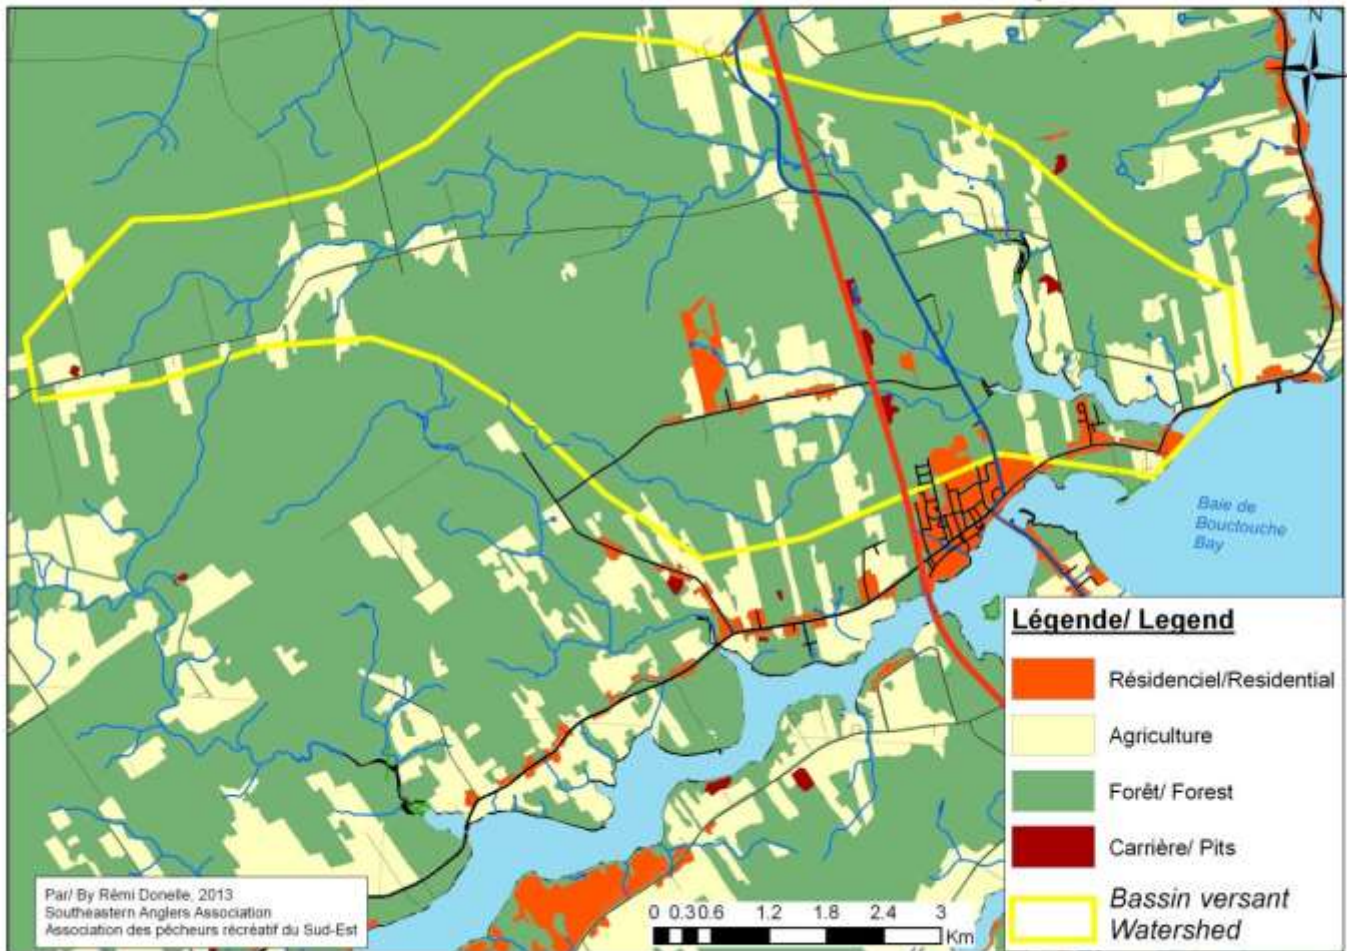 N
Baie de
Bouctouche
Bay
Légende/ Legend
Résidenciel/Residential
Agriculture
Forêt/ Forest
Carrière/ Pits
Bassin versant
Watershed
Par/ By Rémi Donelle, 2013
Southeastern Anglers Association
Association des pêcheurs récréatif du Sud-Est
0 0.30.6 1.2 1.8 2.4 3
Km